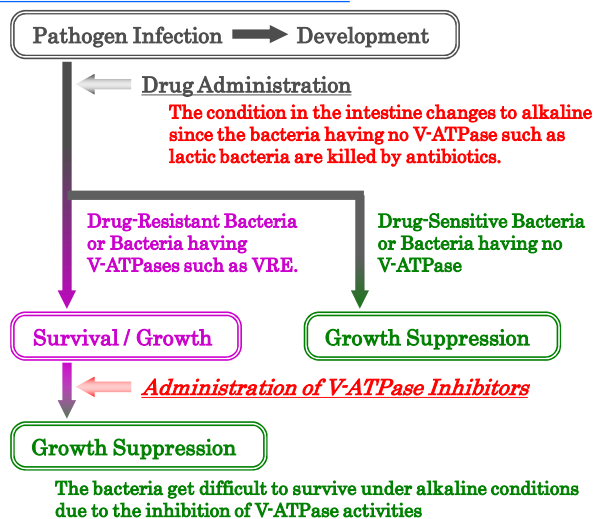 Pathogen Infection Development
Drug Administration
The condition in the intestine changes to alkaline
since the bacteria having no V-ATPase such as
lactic bacteria are killed by antibiotics.
Drug-Resistant Bacteria
or Bacteria having
V-ATPases such as VRE.
Drug-Sensitive Bacteria
or Bacteria having no
V-ATPase
Survival / Growth
Growth Suppression
Administration of V-ATPase Inhibitors
Growth Suppression
The bacteria get difficult to survive under alkaline conditions
due to the inhibition of V-ATPase activities